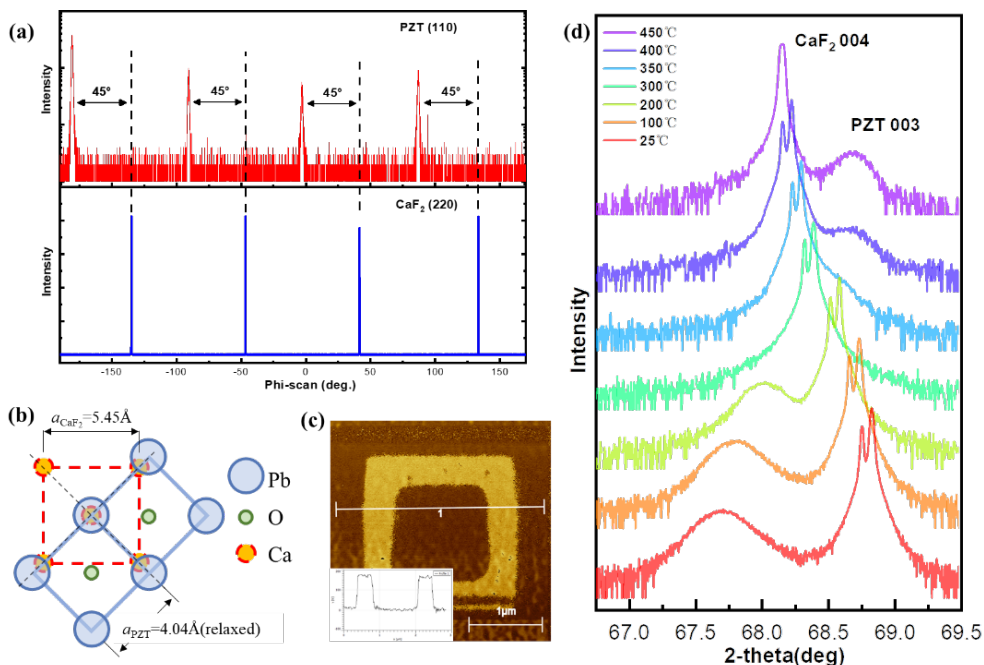 (a)
PZT (110)
Intensity
45° 45° 45° 45°
CaF₂ (220)
Intensity
-150 -100 -50 0 50 100 150
Phi-scan (deg.)
(b)
a_CaF₂=5.45Å
Pb
O
Ca
a_PZT=4.04Å(relaxed)
(c)
1
1μm
(d)
CaF₂ 004
PZT 003
450℃
400℃
350℃
300℃
200℃
100℃
25℃
Intensity
67.0 67.5 68.0 68.5 69.0 69.5
2-theta(deg)